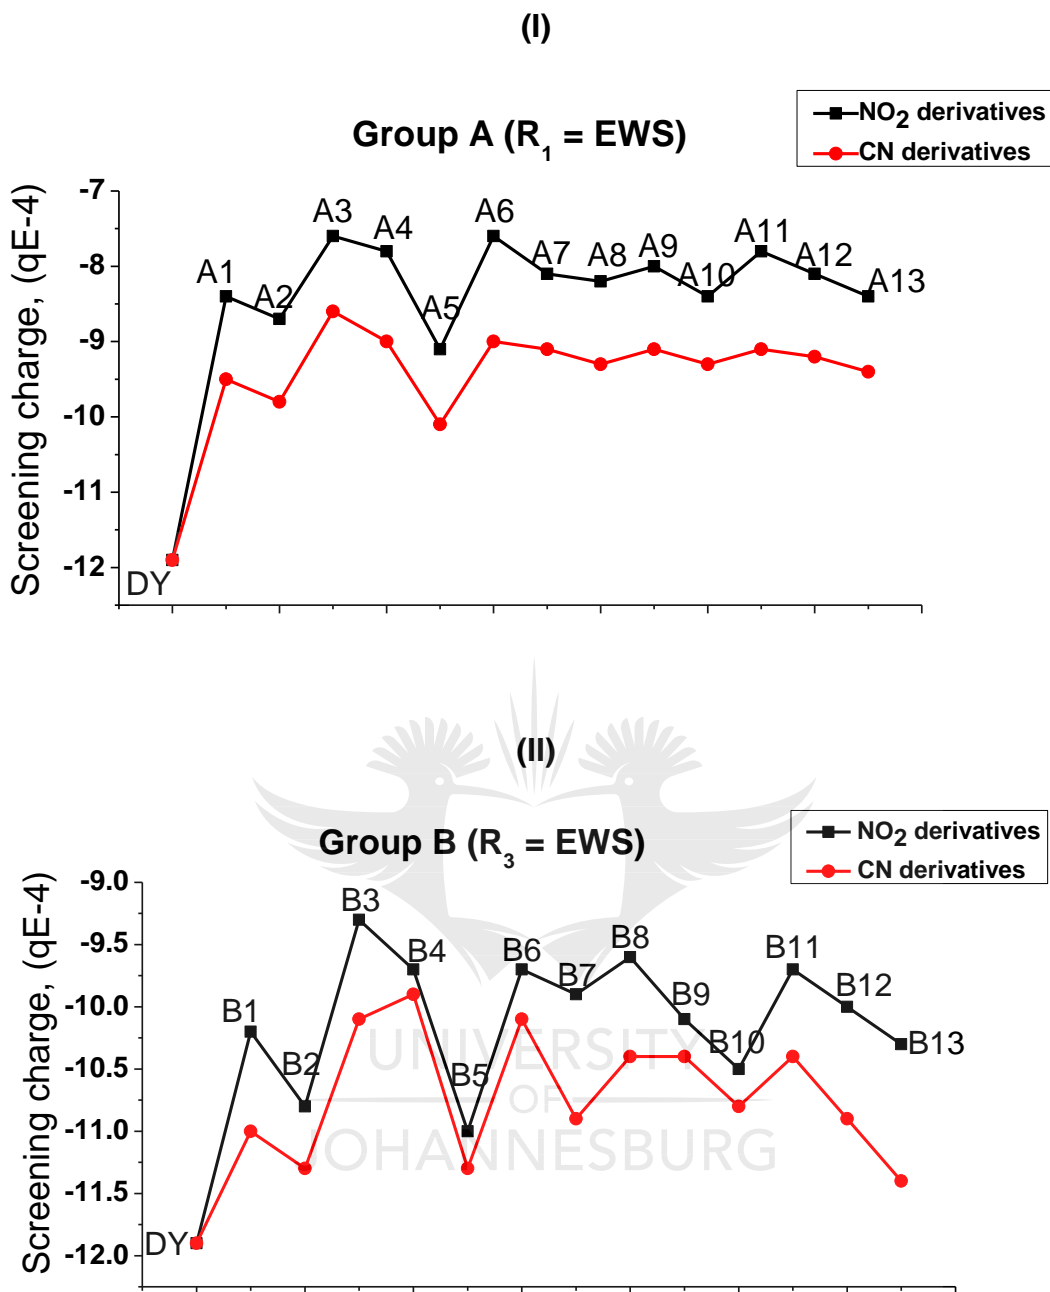 (I)
Group A (R1 = EWS)
NO2 derivatives
CN derivatives
Screening charge, (qE-4)
-7
-8
-9
-10
-11
-12
DY
A1
A2
A3
A4
A5
A6
A7
A8
A9
A10
A11
A12
A13
(II)
Group B (R3 = EWS)
NO2 derivatives
CN derivatives
Screening charge, (qE-4)
-9.0
-9.5
-10.0
-10.5
-11.0
-11.5
-12.0
DY
B1
B2
B3
B4
B5
B6
B7
B8
B9
B10
B11
B12
B13
UNIVERSITY
OF
JOHANNESBURG